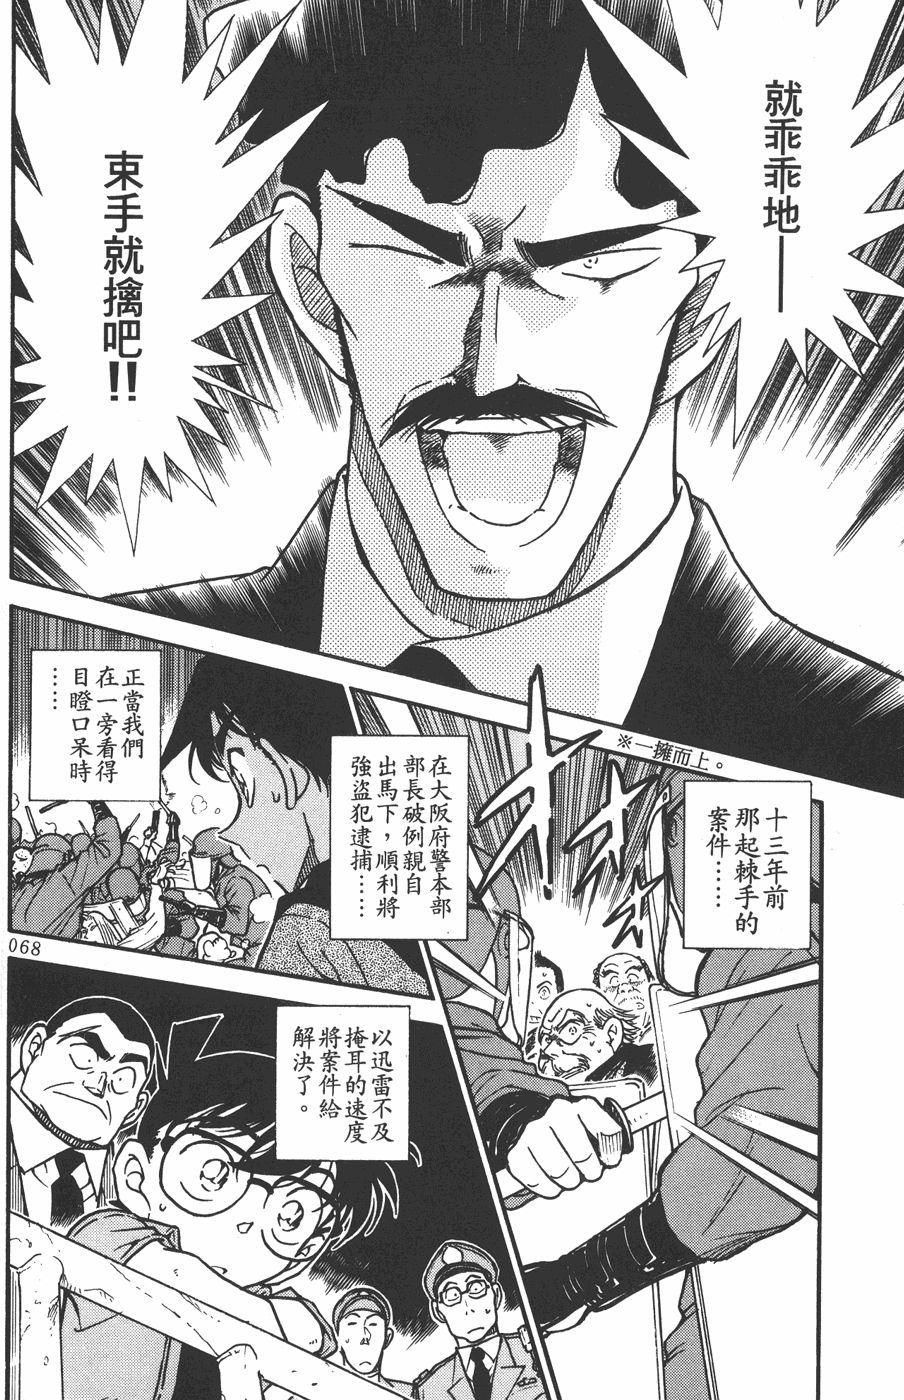 就乖乖地——
束手就擒吧!!
※一擁而上。
十三年前
那起棘手的
案件……
在大阪府警本部
部長破例親自
出馬下，順利將
強盜犯逮捕……
正當我們
在一旁看得
目瞪口呆時
……
068
以迅雷不及
掩耳的速度
將案件給
解決了。